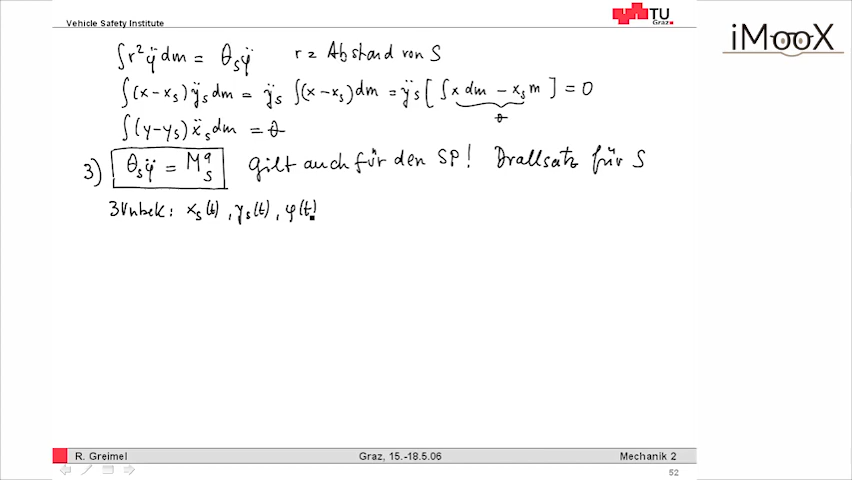 Vehicle Safety Institute
TU
Graz
iMooX
∫r² φ̈ dm = Θ_S φ̈    r = Abstand von S
∫(x − x_S) ÿ_S dm = ÿ_S ∫(x − x_S) dm = ÿ_S [∫x dm − x_S m] = 0
0
∫(y − y_S) ẍ_S dm = 0
3) Θ_S φ̈ = M_S^a   Gilt auch für den SP! Drallsatz für S
3 Unbek: x_S(t), y_S(t), φ(t)
R. Greimel   Graz, 15.-18.5.06   Mechanik 2
52